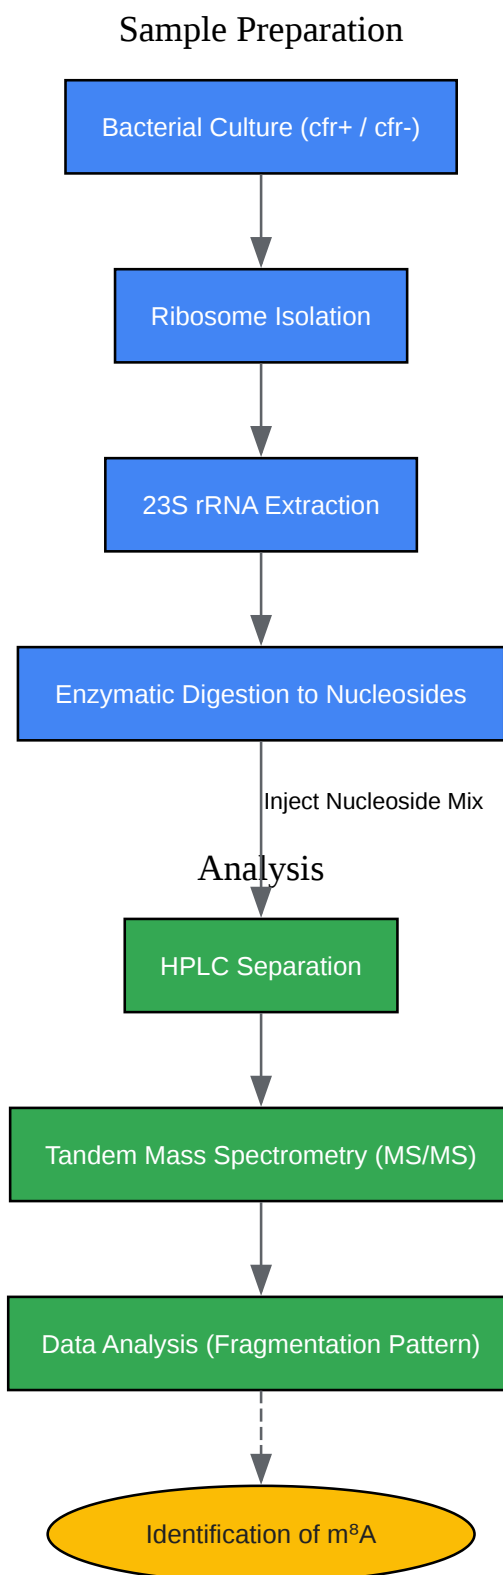 Sample Preparation
Bacterial Culture (cfr+ / cfr-)
Ribosome Isolation
23S rRNA Extraction
Enzymatic Digestion to Nucleosides
Inject Nucleoside Mix
Analysis
HPLC Separation
Tandem Mass Spectrometry (MS/MS)
Data Analysis (Fragmentation Pattern)
Identification of m⁸A